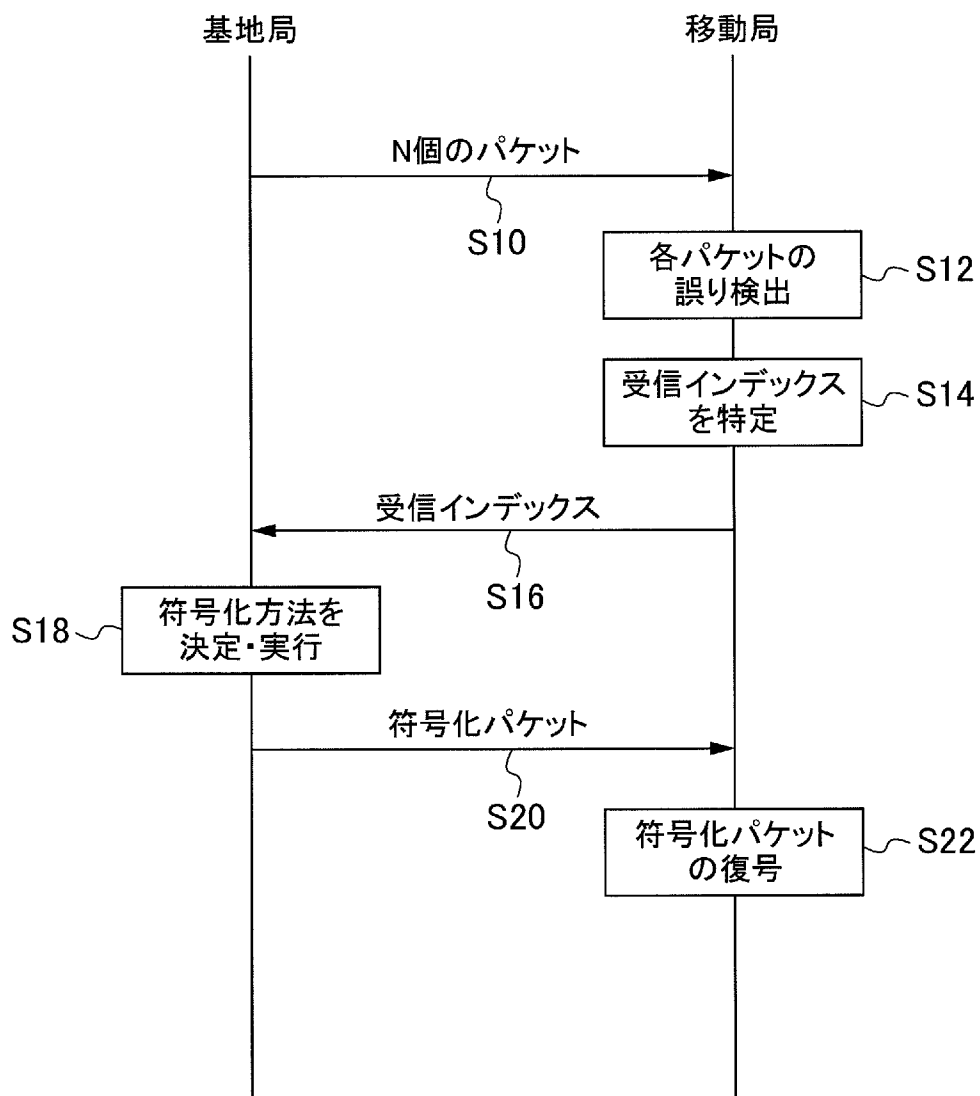 基地局
移動局
N個のパケット
S10
各パケットの
誤り検出
S12
受信インデックス
を特定
S14
受信インデックス
S16
符号化方法を
決定・実行
S18
符号化パケット
S20
符号化パケット
の復号
S22